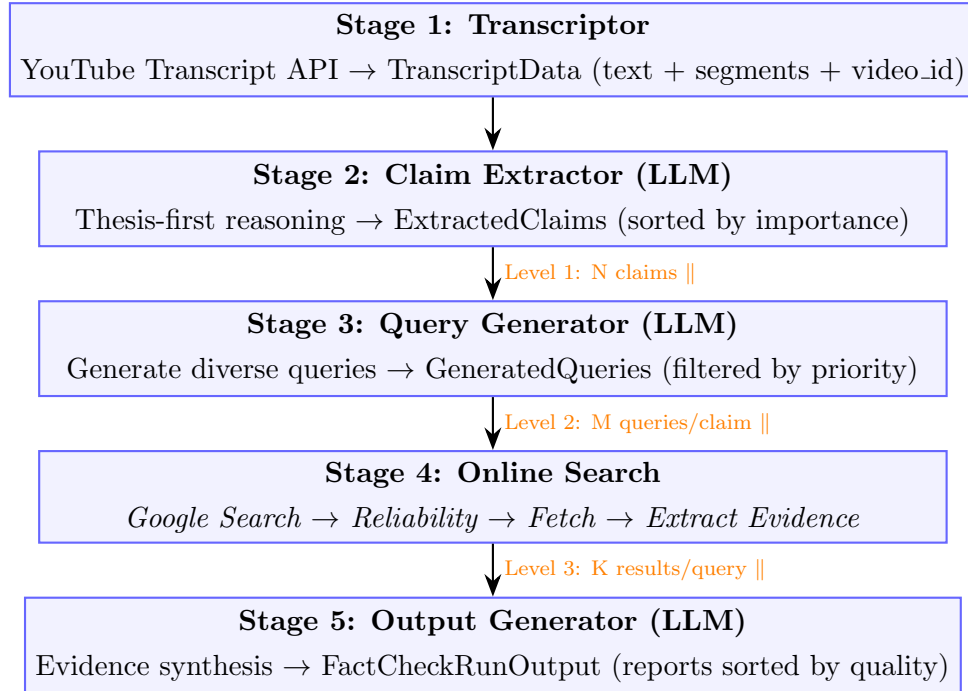 Stage 1: Transcriptor
YouTube Transcript API → TranscriptData (text + segments + video_id)
Stage 2: Claim Extractor (LLM)
Thesis-first reasoning → ExtractedClaims (sorted by importance)
Level 1: N claims ∥
Stage 3: Query Generator (LLM)
Generate diverse queries → GeneratedQueries (filtered by priority)
Level 2: M queries/claim ∥
Stage 4: Online Search
Google Search → Reliability → Fetch → Extract Evidence
Level 3: K results/query ∥
Stage 5: Output Generator (LLM)
Evidence synthesis → FactCheckRunOutput (reports sorted by quality)